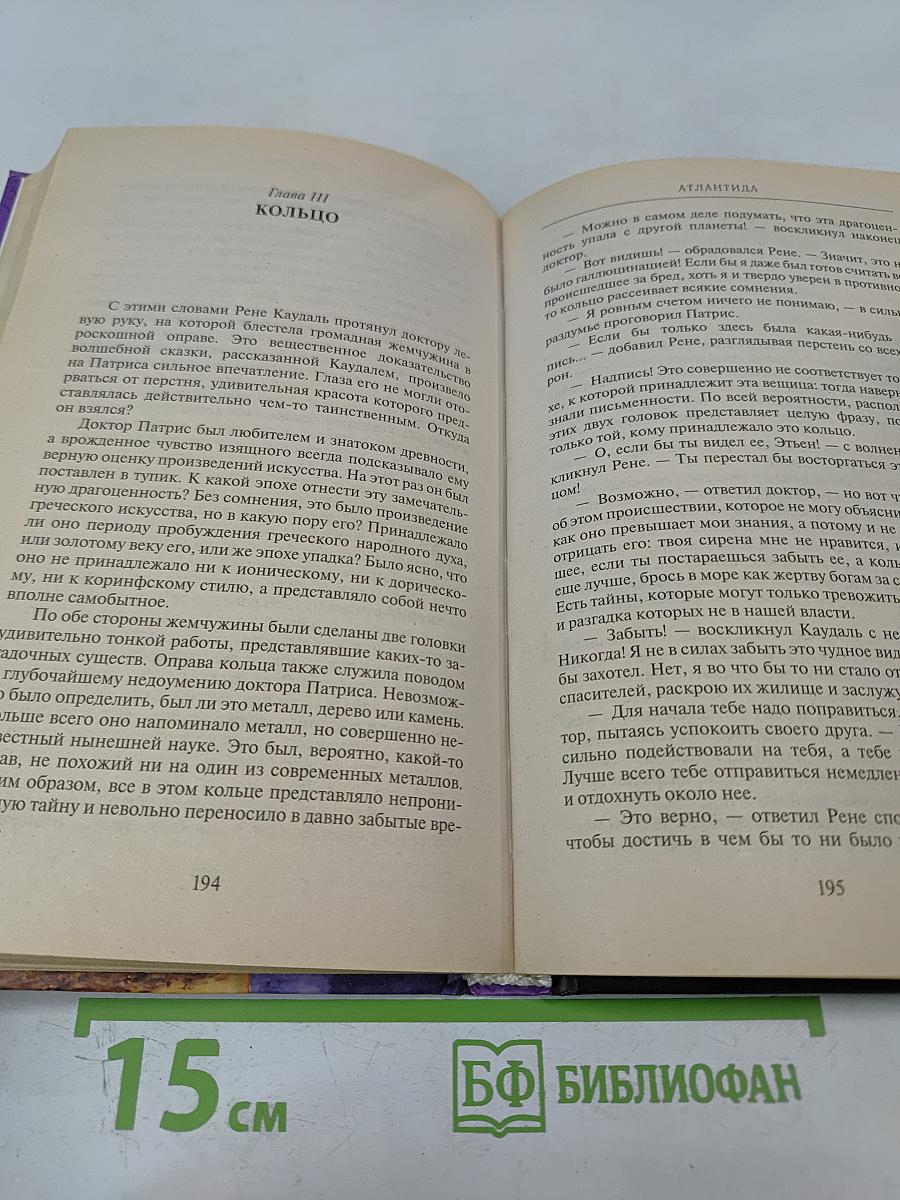 Глава III
КОЛЬЦО
С этими словами Рене Каудаль протянул доктору ле-
вую руку, на которой блестела громадная жемчужина в
роскошной оправе. Это вещественное доказательство
волшебной сказки, рассказанной Каудалем, произвело
на Патриса сильное впечатление. Глаза его не могли ото-
рваться от перстня, удивительная красота которого пред-
ставлялась действительно чем-то таинственным. Откуда
он взялся?
Доктор Патрис был любителем и знатоком древности,
а врожденное чувство изящного всегда подсказывало ему
верную оценку произведений искусства. На этот раз он был
поставлен в тупик. К какой эпохе отнести эту замечатель-
ную драгоценность? Без сомнения, это было произведение
греческого искусства, но в какую пору его? Принадлежало
ли оно периоду пробуждения греческого народного духа,
или золотому веку его, или же эпохе упадка? Было ясно, что
оно не принадлежало ни к ионическому, ни к дорическо-
му, ни к коринфскому стилю, а представляло собой нечто
вполне самобытное.
По обе стороны жемчужины были сделаны две головки
удивительно тонкой работы, представлявшие каких-то за-
гадочных существ. Оправа кольца также служила поводом
глубочайшему недоумению доктора Патриса. Невозмож-
о было определить, был ли это металл, дерево или камень.
ольше всего оно напоминало металл, но совершенно не-
вестный нынешней науке. Это был, вероятно, какой-то
ав, не похожий ни на один из современных металлов.
им образом, все в этом кольце представляло непрони-
ую тайну и невольно переносило в давно забытые вре-
194
АТЛАНТИДА
— Можно в самом деле подумать, что эта драгоцен-
ность упала с другой планеты! — воскликнул наконец
доктор.
— Вот видишь! — обрадовался Рене. — Значит, это н
было галлюцинацией! Если бы я даже был готов считать вс
происшедшее за бред, хоть я и твердо уверен в противно
то кольцо рассеивает всякие сомнения.
— Я ровным счетом ничего не понимаю, — в силь
раздумье проговорил Патрис.
— Если бы только здесь была какая-нибудь
пись... — добавил Рене, разглядывая перстень со всех
рон.
— Надпись! Это совершенно не соответствует то
хе, к которой принадлежит эта вещица: тогда наверн
знали письменности. По всей вероятности, распол
этих двух головок представляет целую фразу, по
только той, кому принадлежало это кольцо.
— О, если бы ты видел ее, Этьен! — с волнен
кликнул Рене. — Ты перестал бы восторгаться эт
цом!
— Возможно, — ответил доктор, — но вот чт
об этом происшествии, которое не могу объясни
как оно превышает мои знания, а потому и не
отрицать его: твоя сирена мне не нравится, и
шее, если ты постараешься забыть ее, а коль
еще лучше, брось в море как жертву богам за с
Есть тайны, которые могут только тревожить
и разгадка которых не в нашей власти.
— Забыть! — воскликнул Каудаль с не
Никогда! Я не в силах забыть это чудное вид
бы захотел. Нет, я во что бы то ни стало от
спасителей, раскрою их жилище и заслужу
— Для начала тебе надо поправиться.
тор, пытаясь успокоить своего друга. —
сильно подействовали на тебя, а тебе
Лучше всего тебе отправиться немедлен
и отдохнуть около нее.
— Это верно, — ответил Рене спо
чтобы достичь в чем бы то ни было
195
15 см
БФ БИБЛИОФАН